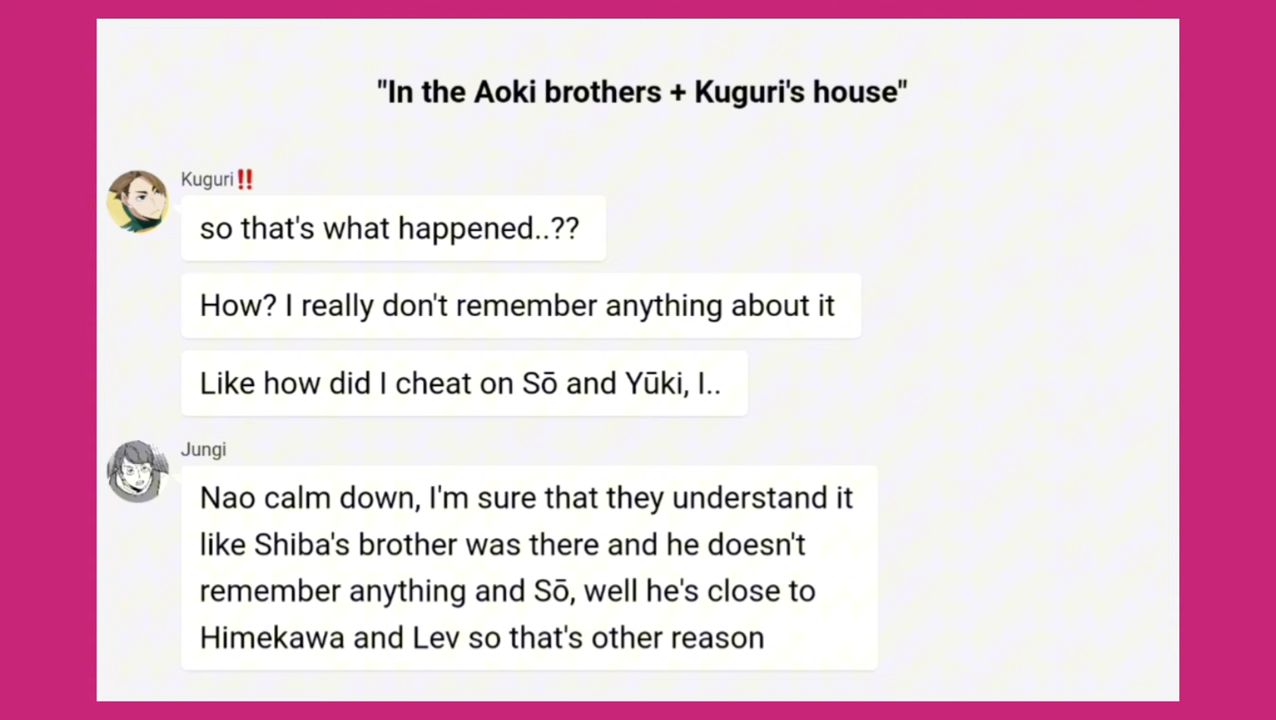 "In the Aoki brothers + Kuguri's house"
Kuguri‼️
so that's what happened..??
How? I really don't remember anything about it
Like how did I cheat on Sō and Yūki, I..
Jungi
Nao calm down, I'm sure that they understand it
like Shiba's brother was there and he doesn't
remember anything and Sō, well he's close to
Himekawa and Lev so that's other reason